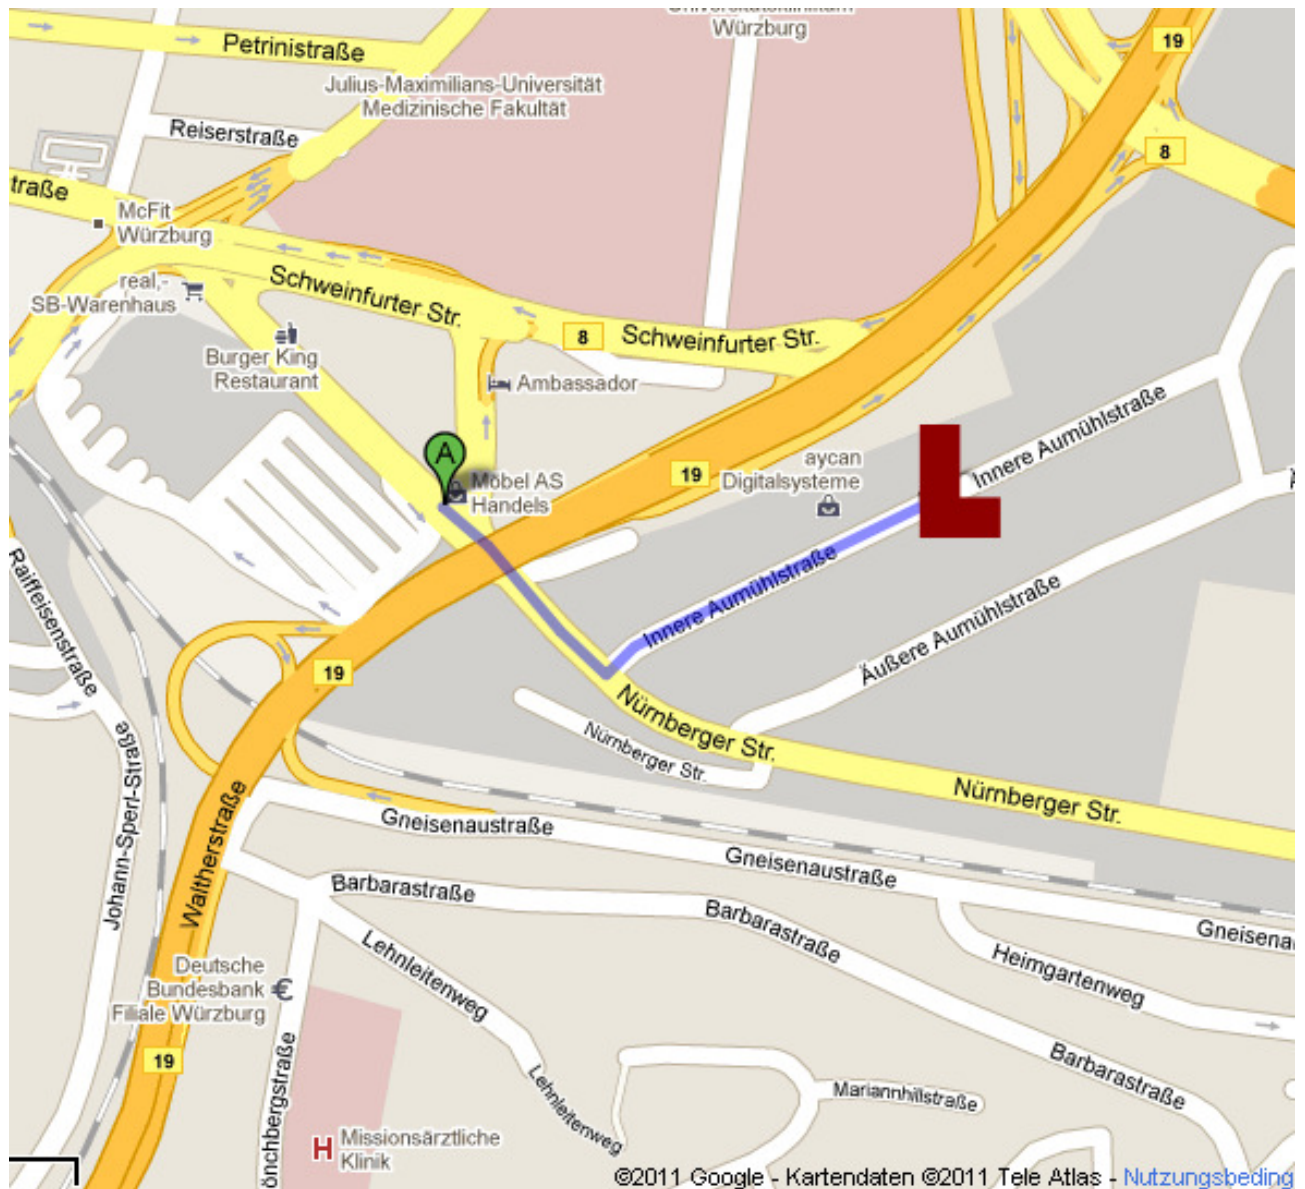 Würzburg
19
Petrinistraße
Julius-Maximilians-Universität
Medizinische Fakultät
Reiserstraße
8
traße
McFit
Würzburg
real,-
SB-Warenhaus
Schweinfurter Str.
8
Schweinfurter Str.
Burger King
Restaurant
Ambassador
A
Möbel AS
Handels
19
aycan
Digitalsysteme
Innere Aumühlstraße
Innere Aumühlstraße
Äußere Aumühlstraße
Raiffeisenstraße
19
Nürnberger Str.
Nürnberger Str.
Nürnberger Str.
Johann-Sperl-Straße
Waltherstraße
Gneisenaustraße
Gneisenaustraße
Gneisena
Barbarastraße
Barbarastraße
Barbarastraße
Lehnleitenweg
Lehnleitenweg
Heimgartenweg
Deutsche
Bundesbank
Filiale Würzburg
€
19
önchbergstraße
Mariannhillstraße
H
Missionsärztliche
Klinik
©2011 Google - Kartendaten ©2011 Tele Atlas - Nutzungsbeding